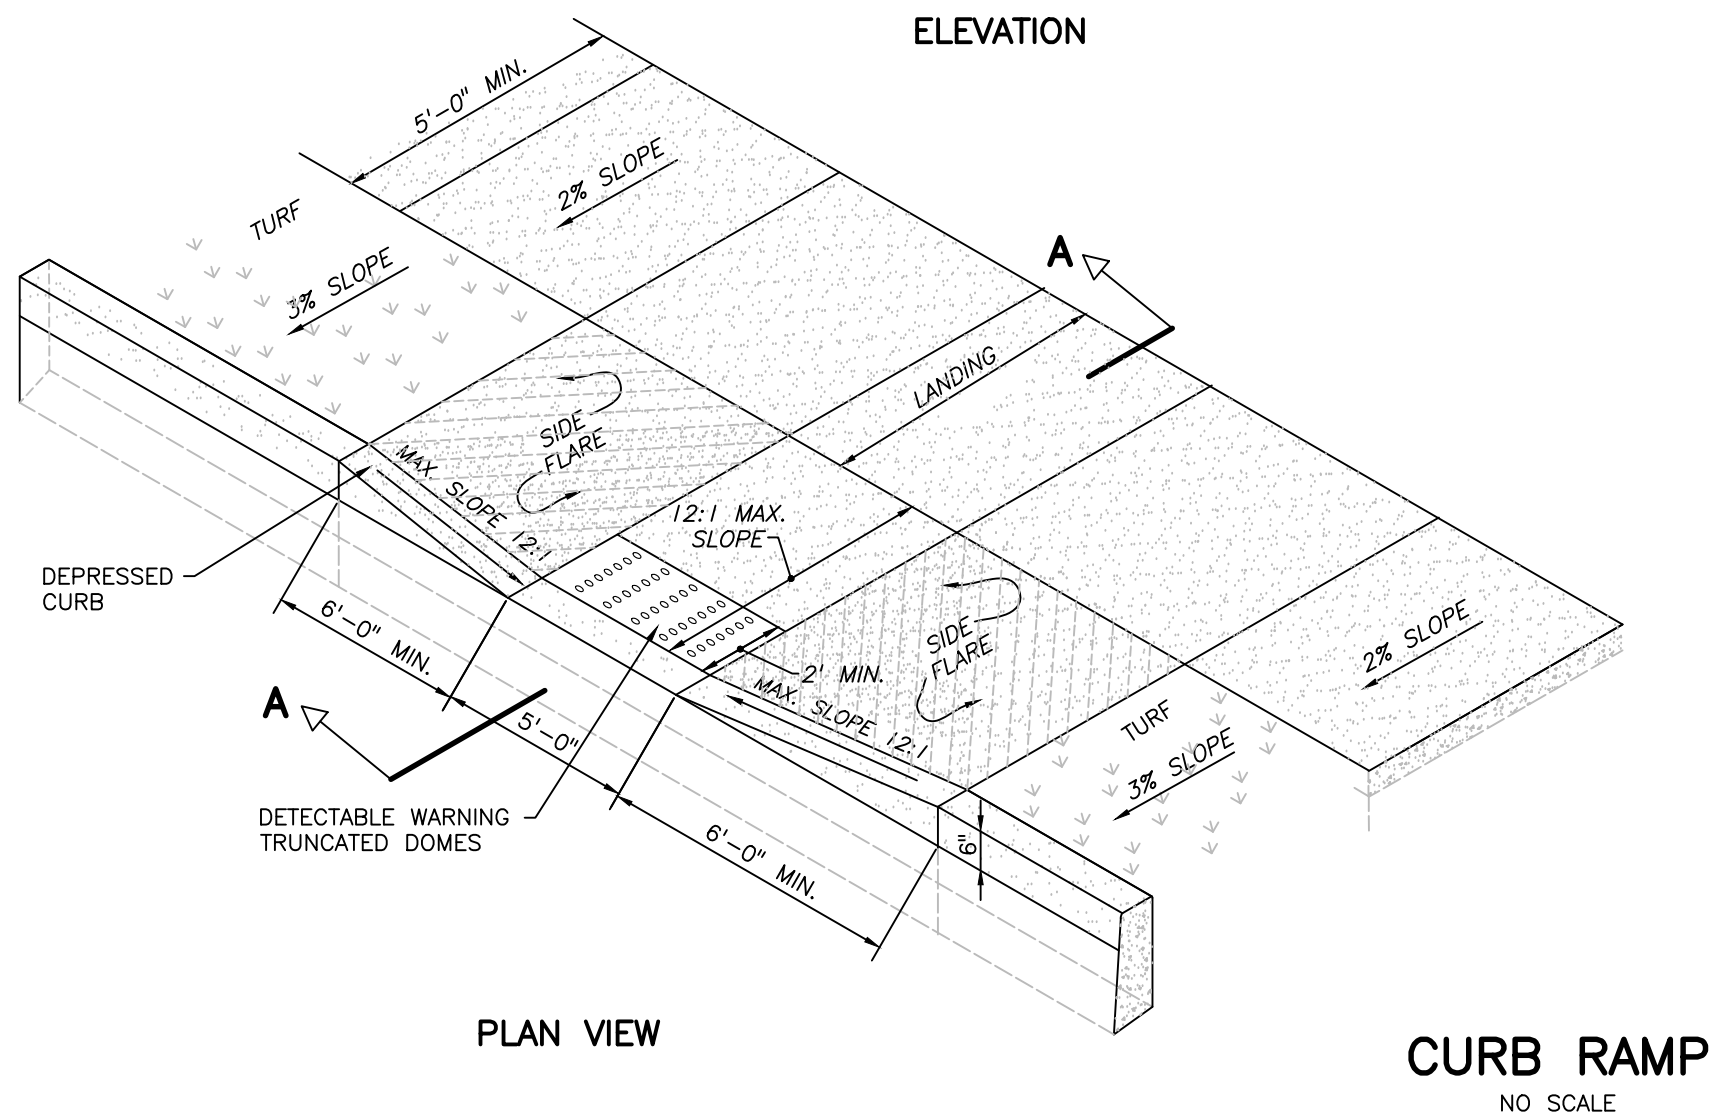 ELEVATION
5'-0" MIN.
2% SLOPE
TURF
3% SLOPE
A
LANDING
SIDE
FLARE
MAX. SLOPE 12:1
12:1 MAX.
SLOPE
DEPRESSED
CURB
6'-0" MIN.
SIDE
FLARE
2% SLOPE
2' MIN.
MAX. SLOPE 12:1
A
5'-0"
TURF
3% SLOPE
DETECTABLE WARNING
TRUNCATED DOMES
6'-0" MIN.
6"
PLAN VIEW
CURB RAMP
NO SCALE